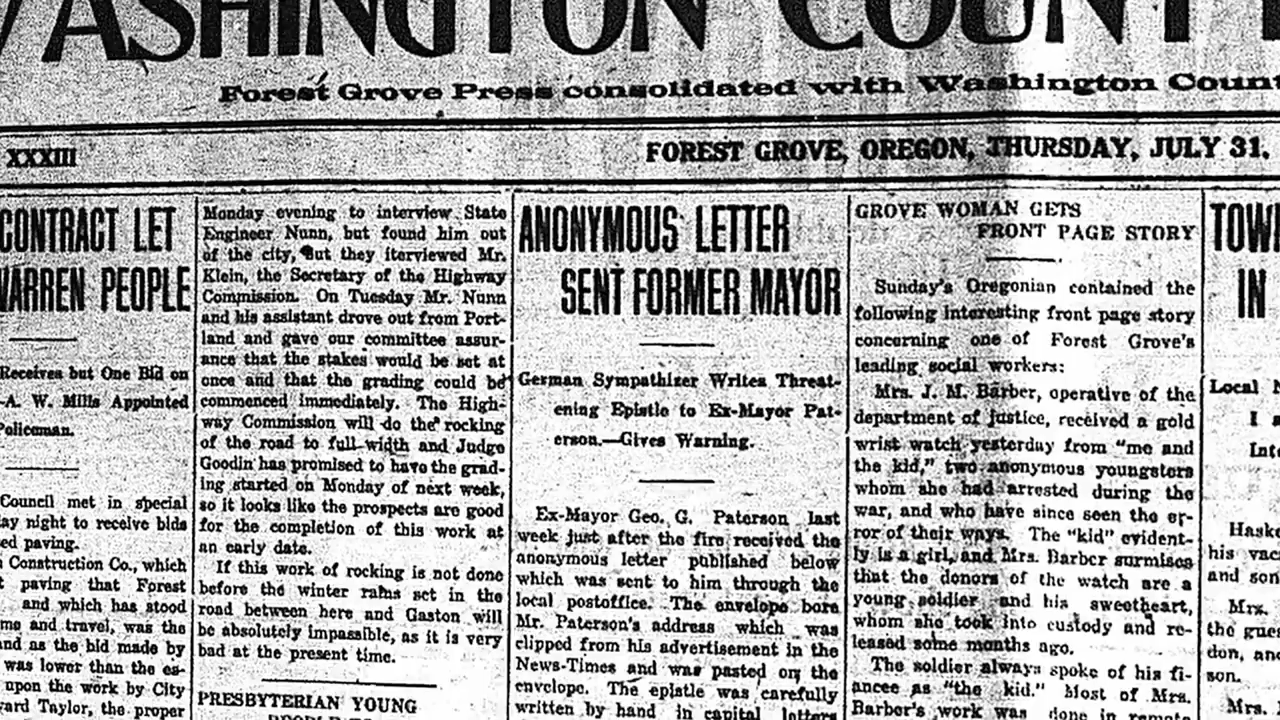 WASHINGTON COUNTY
Forest Grove Press consolidated with Washington Coun
XXXIII
FOREST GROVE, OREGON, THURSDAY, JULY 31,
CONTRACT LET
WARREN PEOPLE
Receives but One Bid on
-A. W. Mills Appointed
Policeman.
Council met in special
ay night to receive bids
ed paving.
Construction Co., which
t paving that Forest
and which has stood
me and travel, was the
nd as the bid made by
was lower than the es-
upon the work by City
ward Taylor, the proper
Monday evening to interview State
Engineer Nunn, but found him out
of the city, But they iterviewed Mr.
Klein, the Secretary of the Highway
Commission. On Tuesday Mr. Nunn
and his assistant drove out from Port-
land and gave our committee assur-
ance that the stakes would be set at
once and that the grading could be
commenced immediately. The High-
way Commission will do the rocking
of the road to full width and Judge
Goodin has promised to have the grad-
ing started on Monday of next week,
so it looks like the prospects are good
for the completion of this work at
an early date.
If this work of rocking is not done
before the winter rains set in the
road between here and Gaston will
be absolutely impassible, as it is very
bad at the present time.
PRESBYTERIAN YOUNG
ANONYMOUS LETTER
SENT FORMER MAYOR
German Sympathizer Writes Threat-
ening Epistle to Ex-Mayor Pat-
erson.—Gives Warning.
Ex-Mayor Geo. G. Paterson last
week just after the fire received the
anonymous letter published below
which was sent to him through the
local postoffice. The envelope bore
Mr. Paterson's address which was
clipped from his advertisement in the
News-Times and was pasted on the
envelope. The epistle was carefully
written by hand in capital letters
GROVE WOMAN GETS
FRONT PAGE STORY
Sunday's Oregonian contained the
following interesting front page story
concerning one of Forest Grove's
leading social workers:
Mrs. J. M. Barber, operative of the
department of justice, received a gold
wrist watch yesterday from "me and
the kid," two anonymous youngsters
whom she had arrested during the
war, and who have since seen the er-
ror of their ways. The "kid" evident-
ly is a girl, and Mrs. Barber surmises
that the donors of the watch are a
young soldier and his sweetheart,
whom she took into custody and re-
leased some months ago.
The soldier always spoke of his fi-
ancee as "the kid." Most of Mrs.
Barber's work was done in remote
TOW
IN
Local
I a
Int
Hask
his vac
and son
Mrs.
the gue
don, an
son.
Mrs.